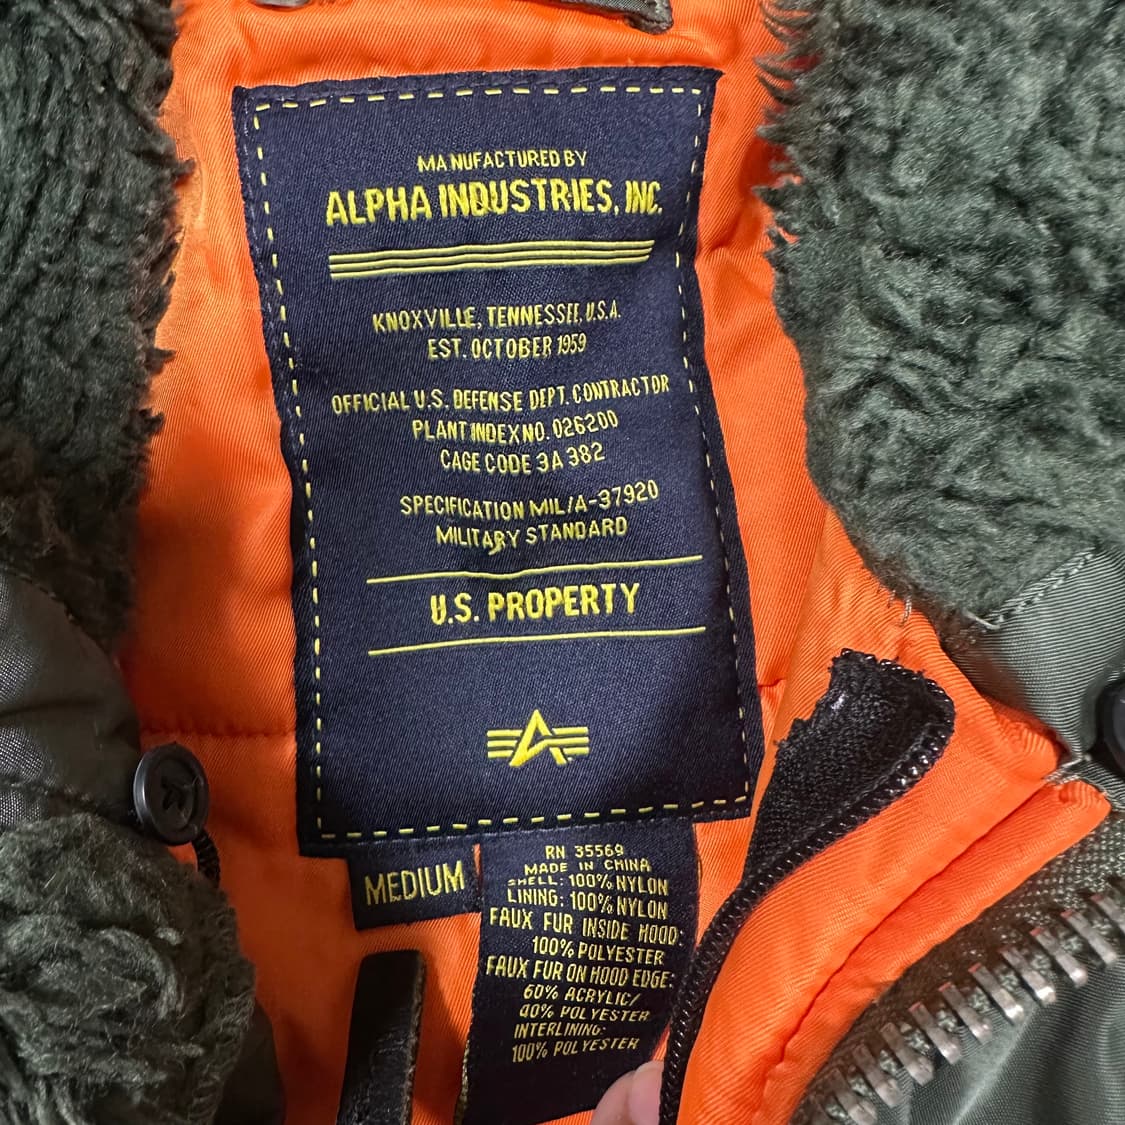 MANUFACTURED BY
ALPHA INDUSTRIES, INC.
KNOXVILLE, TENNESSEE, U.S.A.
EST. OCTOBER 1959
OFFICIAL U.S. DEFENSE DEPT. CONTRACTOR
PLANT INDEX NO. 026200
CAGE CODE 3A 382
SPECIFICATION MIL/A-37920
MILITARY STANDARD
U.S. PROPERTY
MEDIUM
RN 35569
MADE IN CHINA
SHELL: 100% NYLON
LINING: 100% NYLON
FAUX FUR INSIDE HOOD:
100% POLYESTER
FAUX FUR ON HOOD EDGE:
60% ACRYLIC/
40% POLYESTER
INTERLINING:
100% POLYESTER